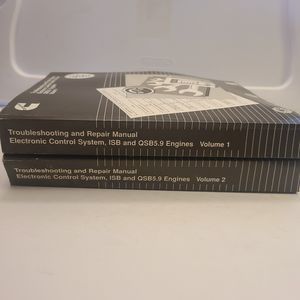 Troubleshooting and Repair Manual
Electronic Control System, ISB and QSB5.9 Engines Volume 1
Troubleshooting and Repair Manual
Electronic Control System, ISB and QSB5.9 Engines Volume 2